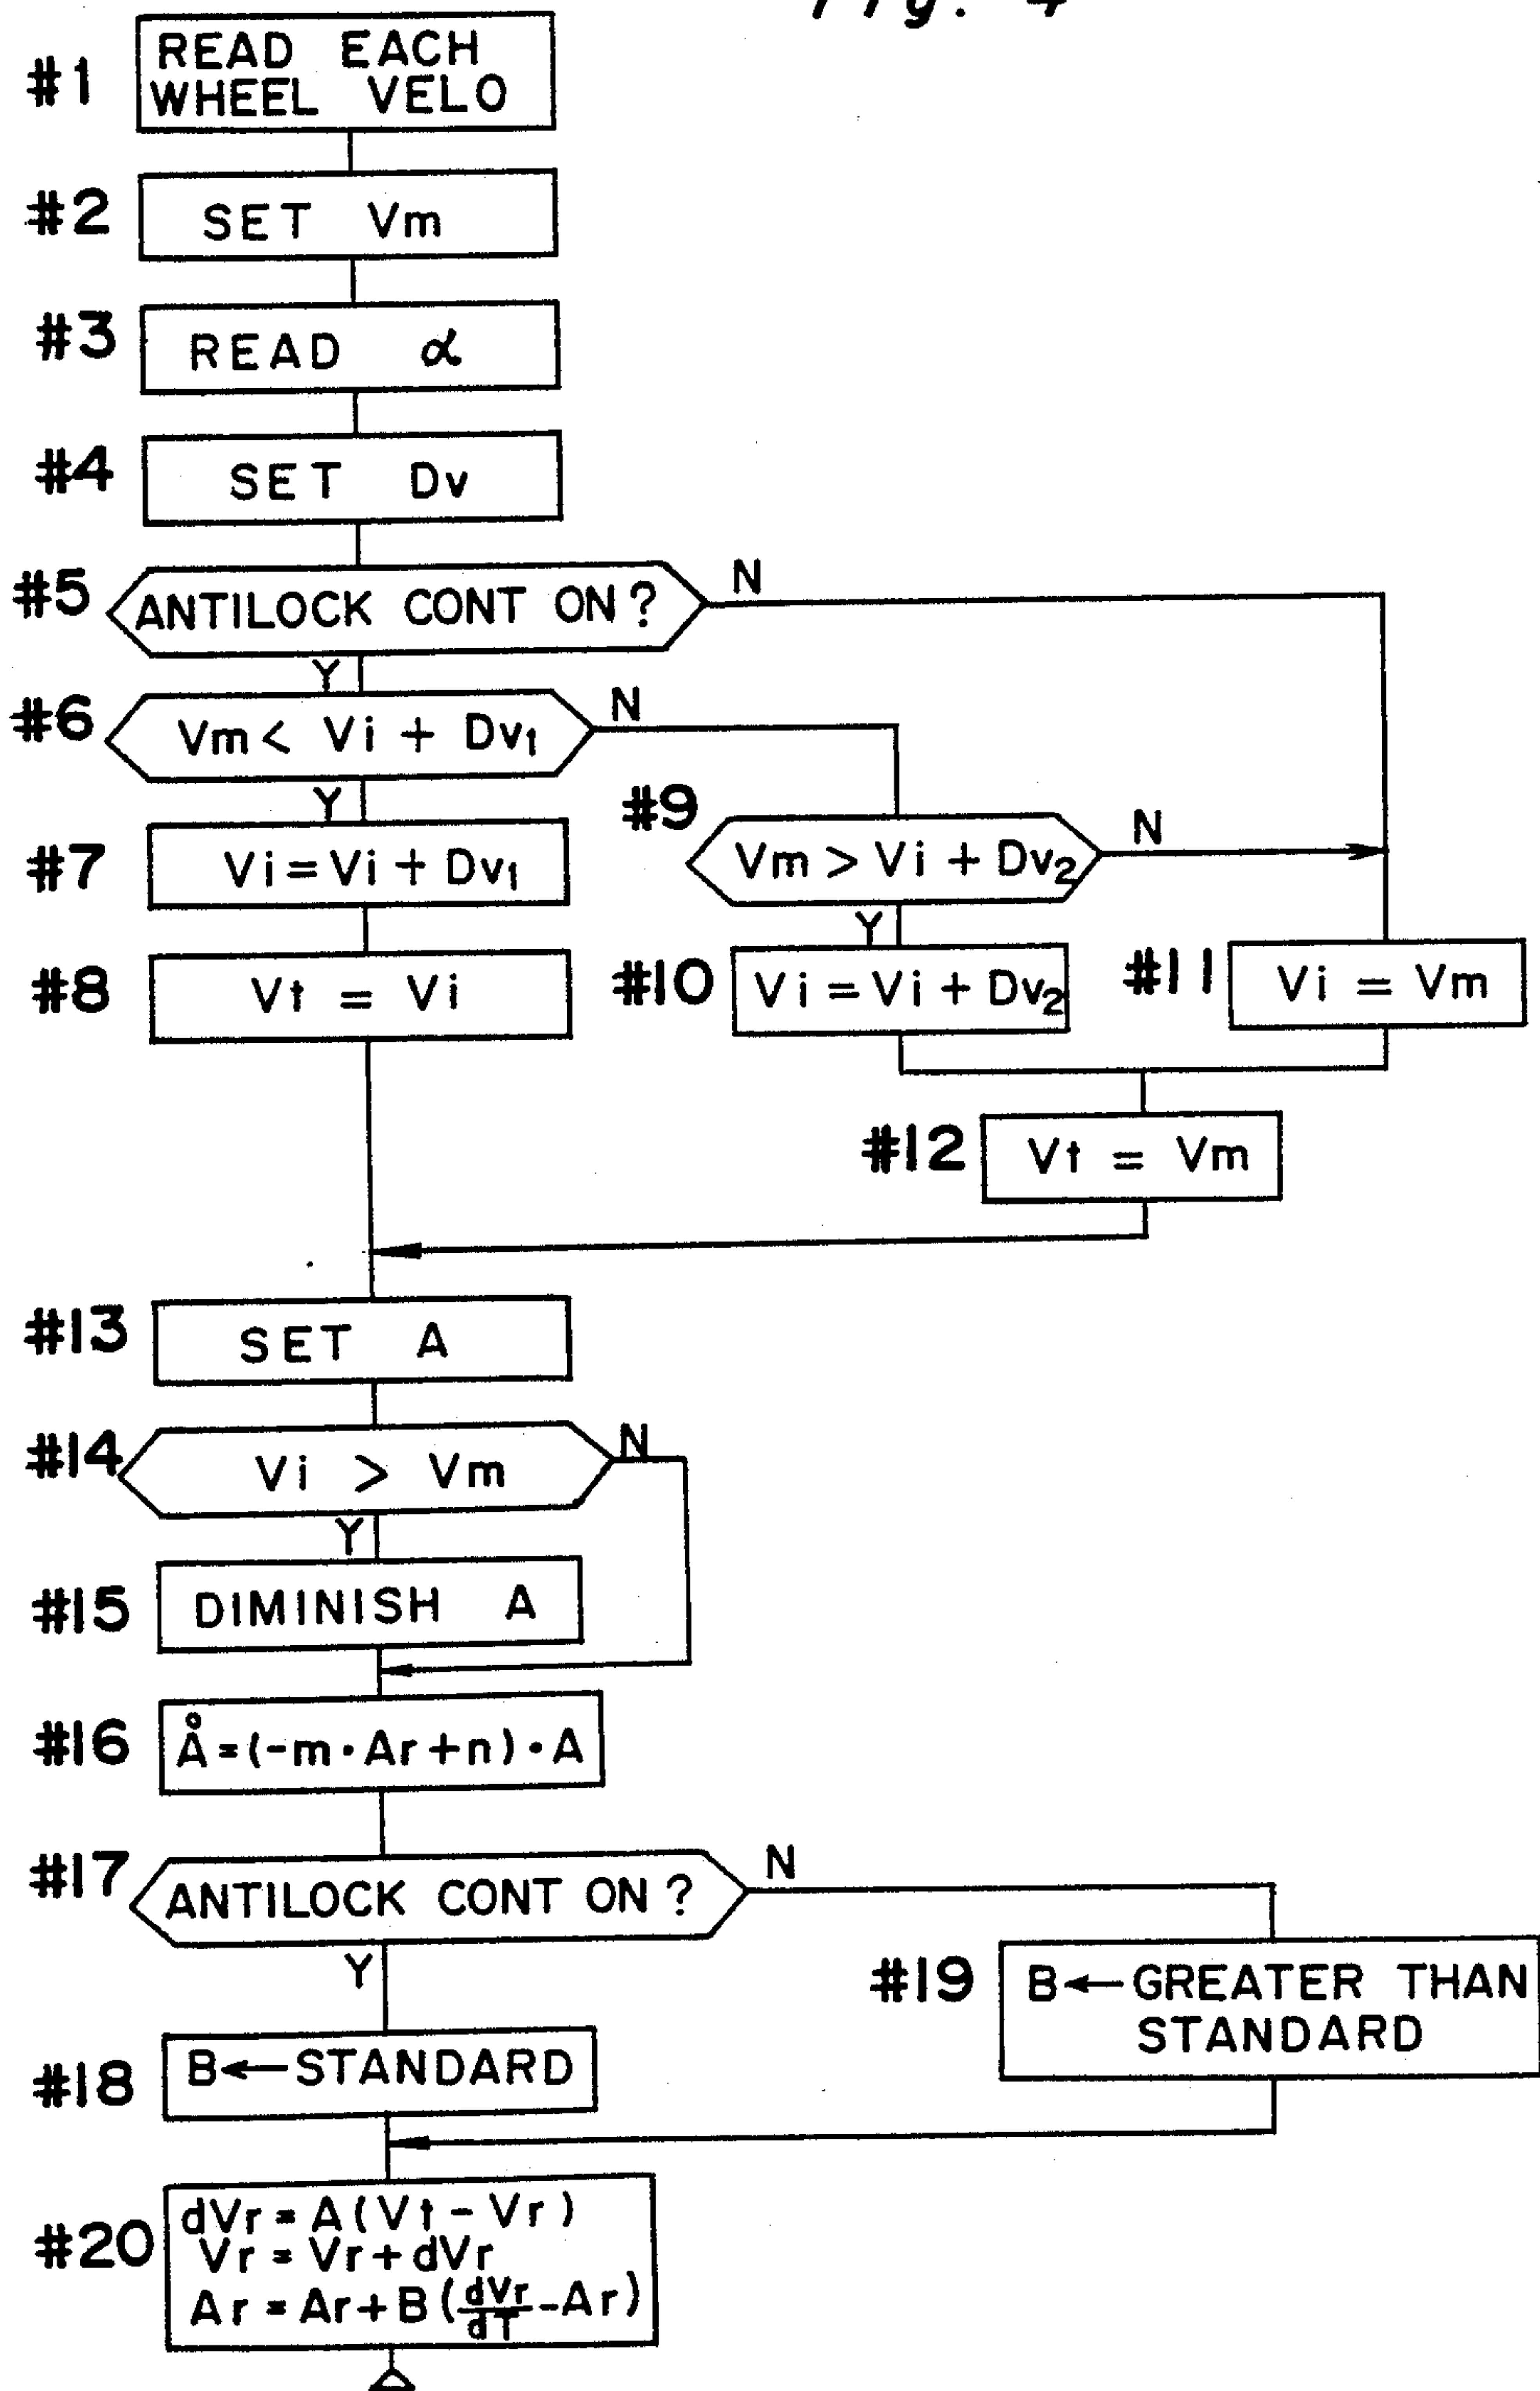 Fig. 4
#1 READ EACH
WHEEL VELO
#2 SET Vm
#3 READ α
#4 SET Dv
#5 ANTILOCK CONT ON? N
Y
#6 Vm < Vi + Dv₁ N
Y
#7 Vi = Vi + Dv₁
#8 Vt = Vi
#9 Vm > Vi + Dv₂ N
Y
#10 Vi = Vi + Dv₂
#11 Vi = Vm
#12 Vt = Vm
#13 SET A
#14 Vi > Vm N
Y
#15 DIMINISH A
#16 Å = (-m · Ar + n) · A
#17 ANTILOCK CONT ON? N
Y
#18 B ← STANDARD
#19 B ← GREATER THAN
STANDARD
#20 dVr = A(Vt - Vr)
Vr = Vr + dVr
Ar = Ar + B(dVr/dT - Ar)